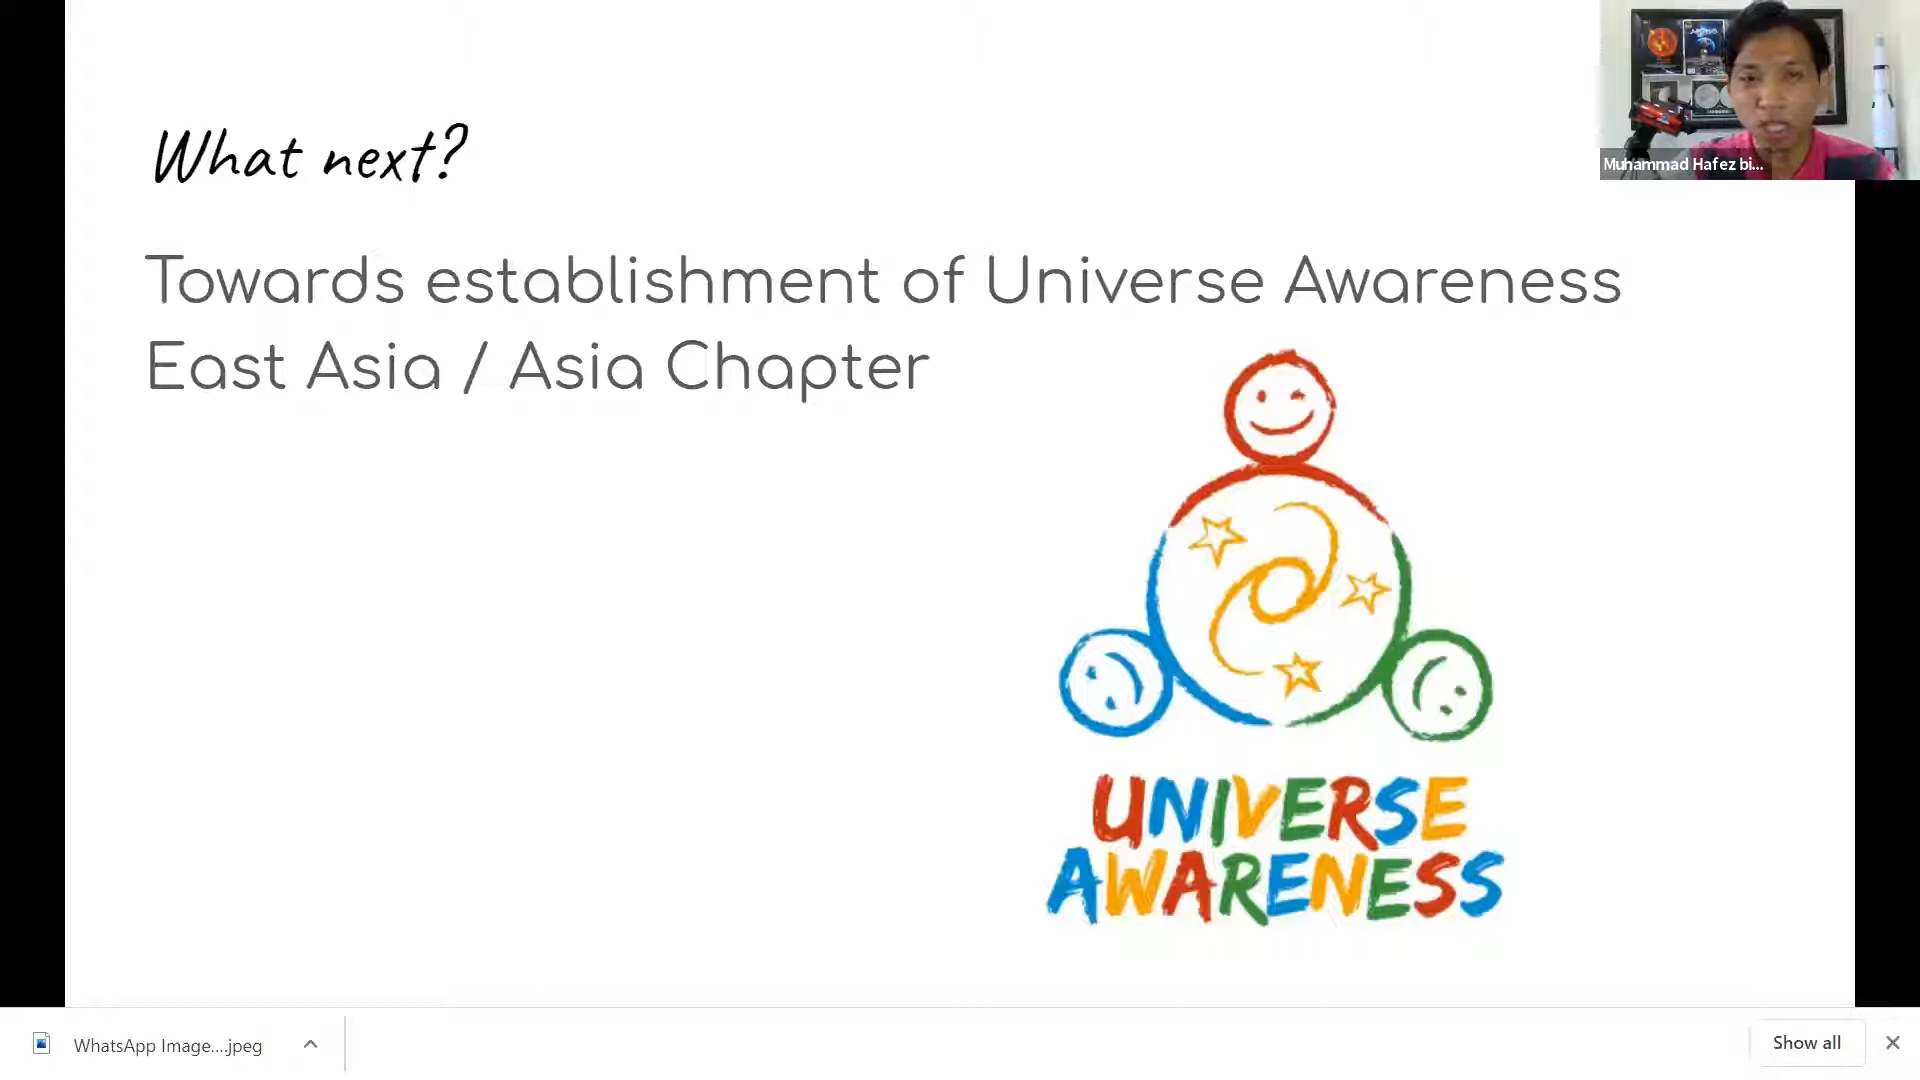 What next?
Towards establishment of Universe Awareness
East Asia / Asia Chapter
UNIVERSE
AWARENESS
Muhammad Hafez bi...
WhatsApp Image....jpeg
Show all